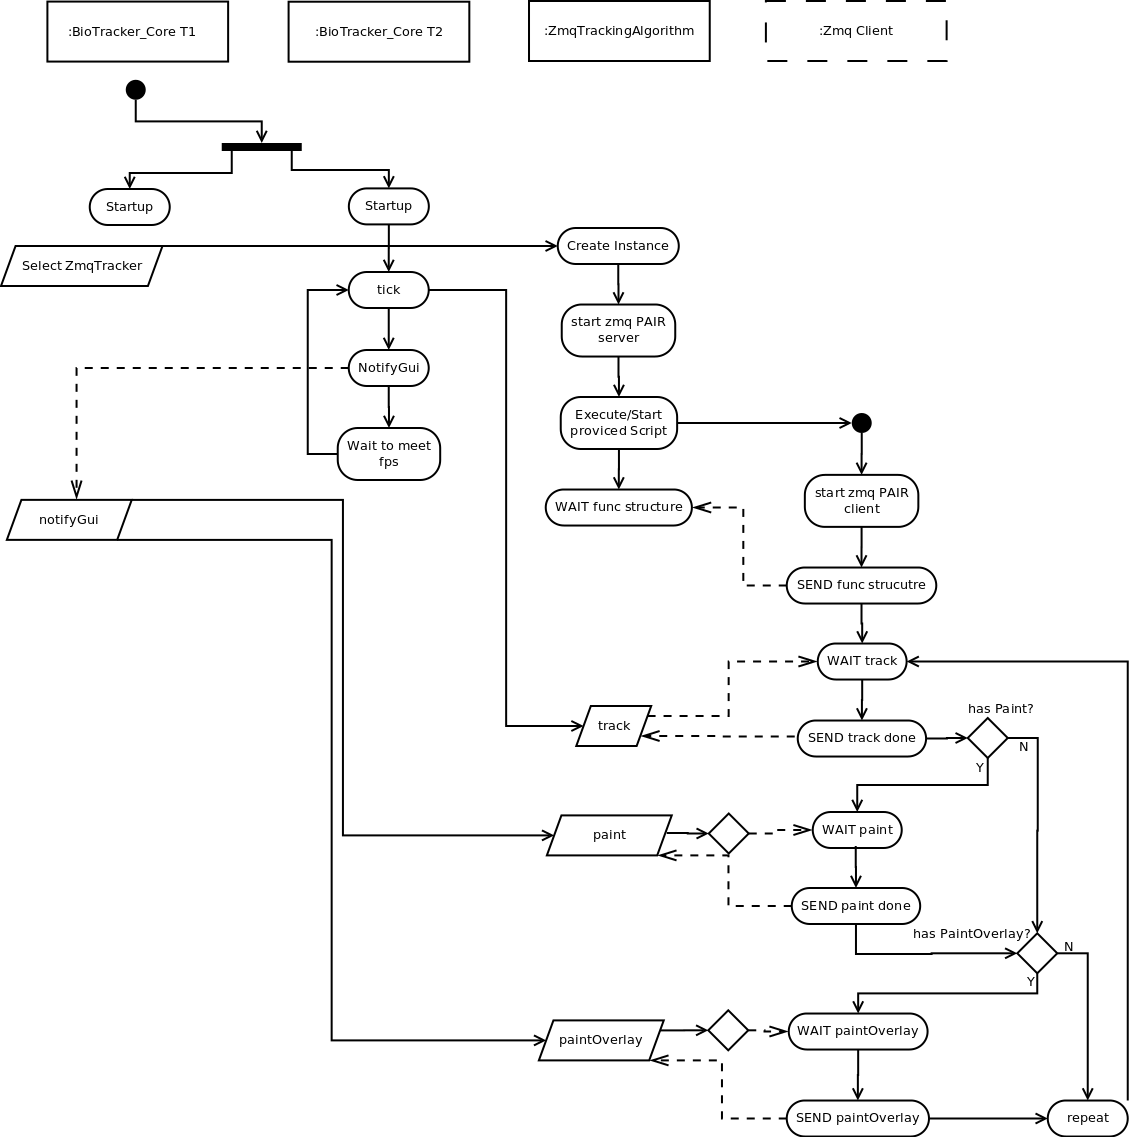 :BioTracker_Core T1
:BioTracker_Core T2
:ZmqTrackingAlgorithm
:Zmq Client
Startup
Startup
Select ZmqTracker
Create Instance
tick
start zmq PAIR
server
NotifyGui
Execute/Start
proviced Script
Wait to meet
fps
start zmq PAIR
client
WAIT func structure
notifyGui
SEND func strucutre
WAIT track
track
SEND track done
has Paint?
N
Y
paint
WAIT paint
SEND paint done
has PaintOverlay?
N
Y
paintOverlay
WAIT paintOverlay
SEND paintOverlay
repeat